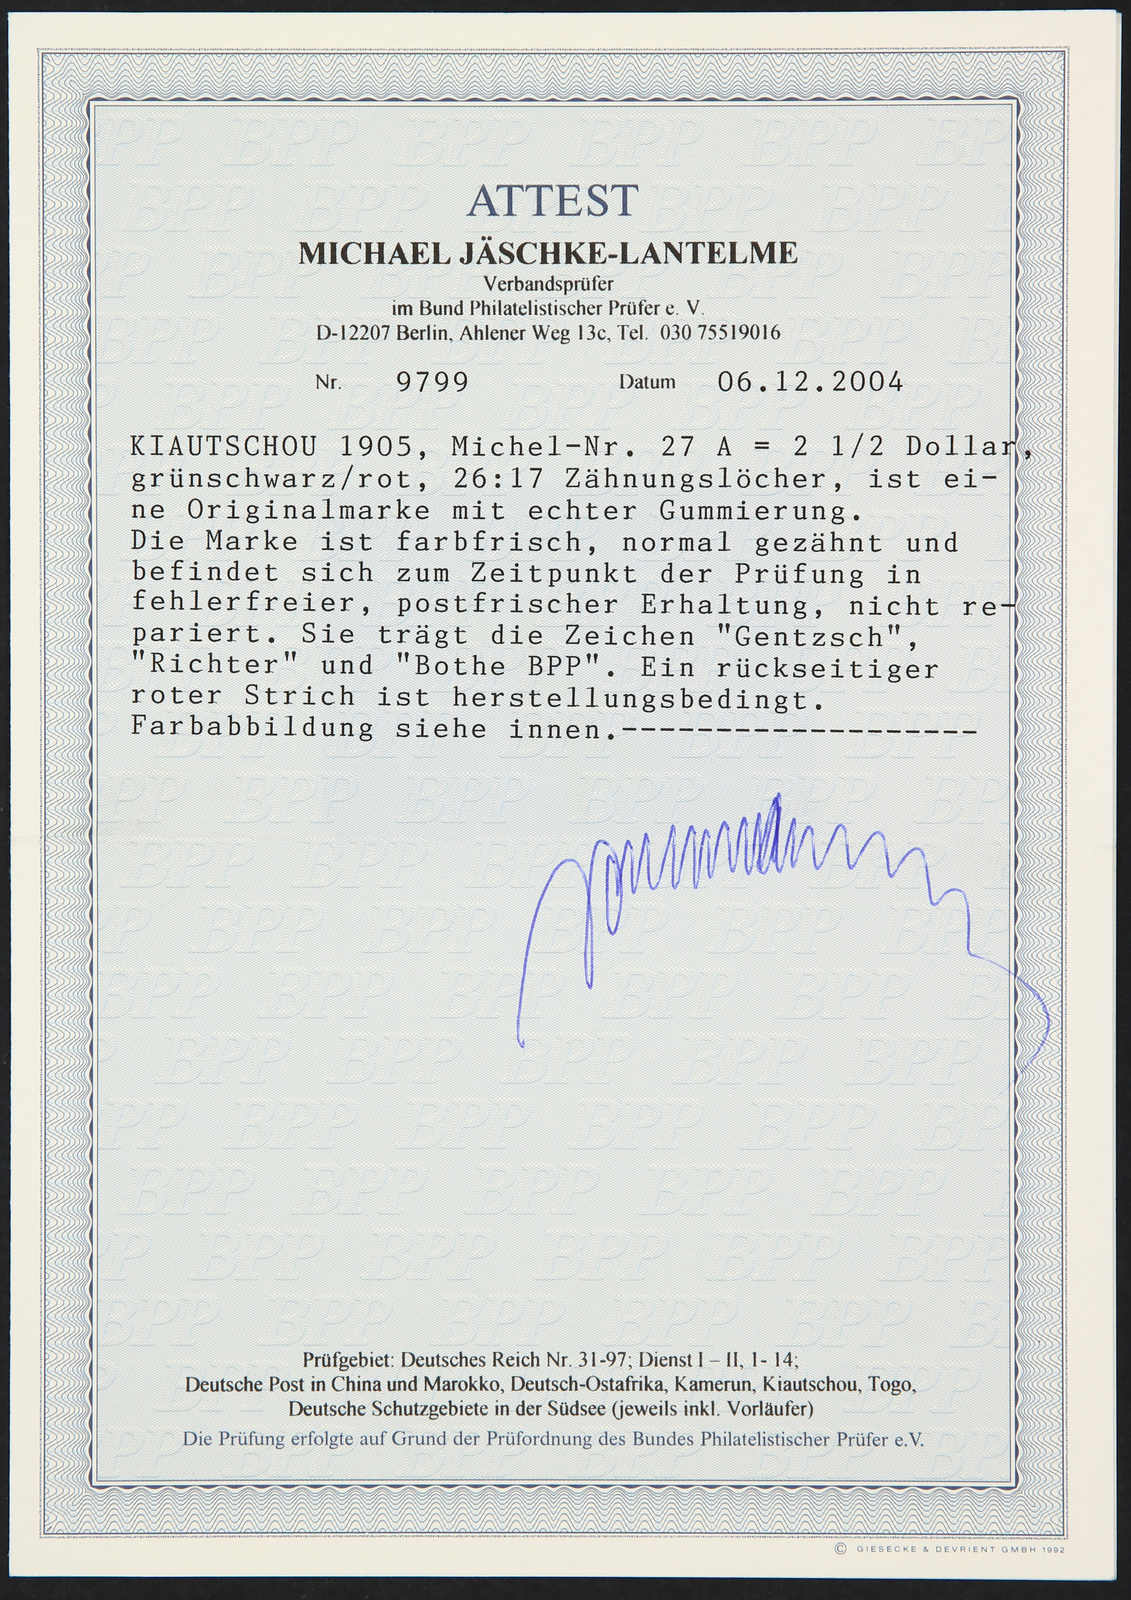 ATTEST
MICHAEL JÄSCHKE-LANTELME
Verbandsprüfer
im Bund Philatelistischer Prüfer e. V.
D-12207 Berlin, Ahlener Weg 13c, Tel. 030 75519016
Nr. 9799 Datum 06.12.2004
KIAUTSCHOU 1905, Michel-Nr. 27 A = 2 1/2 Dollar,
grünschwarz/rot, 26:17 Zähnungslöcher, ist ei-
ne Originalmarke mit echter Gummierung.
Die Marke ist farbfrisch, normal gezähnt und
befindet sich zum Zeitpunkt der Prüfung in
fehlerfreier, postfrischer Erhaltung, nicht re-
pariert. Sie trägt die Zeichen "Gentzsch",
"Richter" und "Bothe BPP". Ein rückseitiger
roter Strich ist herstellungsbedingt.
Farbabbildung siehe innen.-------------------
Prüfgebiet: Deutsches Reich Nr. 31-97; Dienst I – II, 1- 14;
Deutsche Post in China und Marokko, Deutsch-Ostafrika, Kamerun, Kiautschou, Togo,
Deutsche Schutzgebiete in der Südsee (jeweils inkl. Vorläufer)
Die Prüfung erfolgte auf Grund der Prüfordnung des Bundes Philatelistischer Prüfer e.V.
© GIESECKE & DEVRIENT GMBH 1992